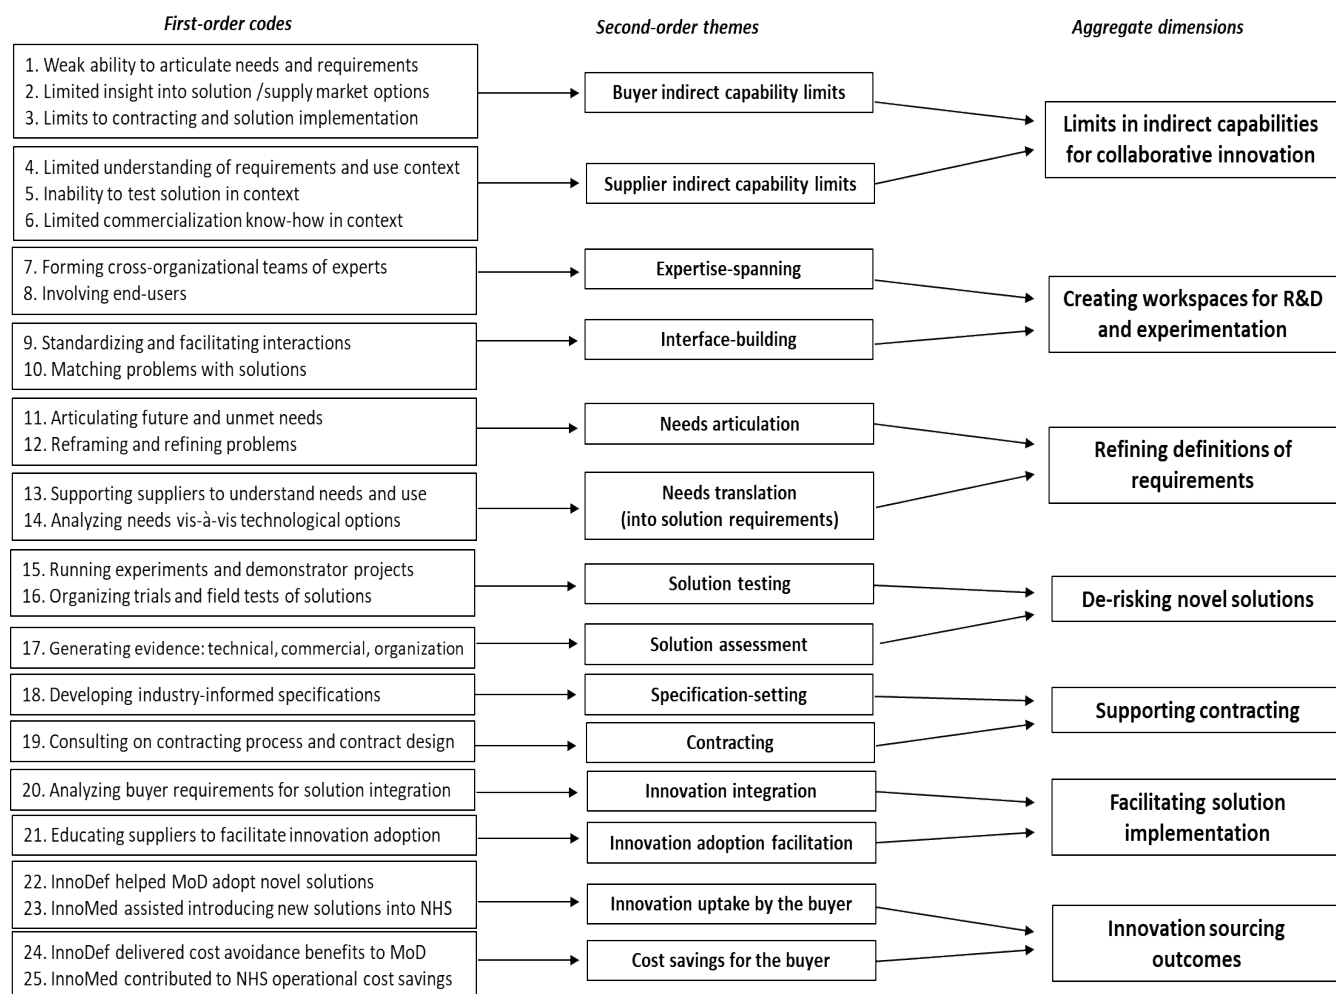 First-order codes
Second-order themes
Aggregate dimensions
1. Weak ability to articulate needs and requirements
2. Limited insight into solution /supply market options
3. Limits to contracting and solution implementation
Buyer indirect capability limits
Limits in indirect capabilities
for collaborative innovation
4. Limited understanding of requirements and use context
5. Inability to test solution in context
6. Limited commercialization know-how in context
Supplier indirect capability limits
7. Forming cross-organizational teams of experts
8. Involving end-users
Expertise-spanning
Creating workspaces for R&D
and experimentation
9. Standardizing and facilitating interactions
10. Matching problems with solutions
Interface-building
11. Articulating future and unmet needs
12. Reframing and refining problems
Needs articulation
Refining definitions of
requirements
13. Supporting suppliers to understand needs and use
14. Analyzing needs vis-à-vis technological options
Needs translation
(into solution requirements)
15. Running experiments and demonstrator projects
16. Organizing trials and field tests of solutions
Solution testing
De-risking novel solutions
17. Generating evidence: technical, commercial, organization
Solution assessment
18. Developing industry-informed specifications
Specification-setting
Supporting contracting
19. Consulting on contracting process and contract design
Contracting
20. Analyzing buyer requirements for solution integration
Innovation integration
Facilitating solution
implementation
21. Educating suppliers to facilitate innovation adoption
Innovation adoption facilitation
22. InnoDef helped MoD adopt novel solutions
23. InnoMed assisted introducing new solutions into NHS
Innovation uptake by the buyer
Innovation sourcing
outcomes
24. InnoDef delivered cost avoidance benefits to MoD
25. InnoMed contributed to NHS operational cost savings
Cost savings for the buyer